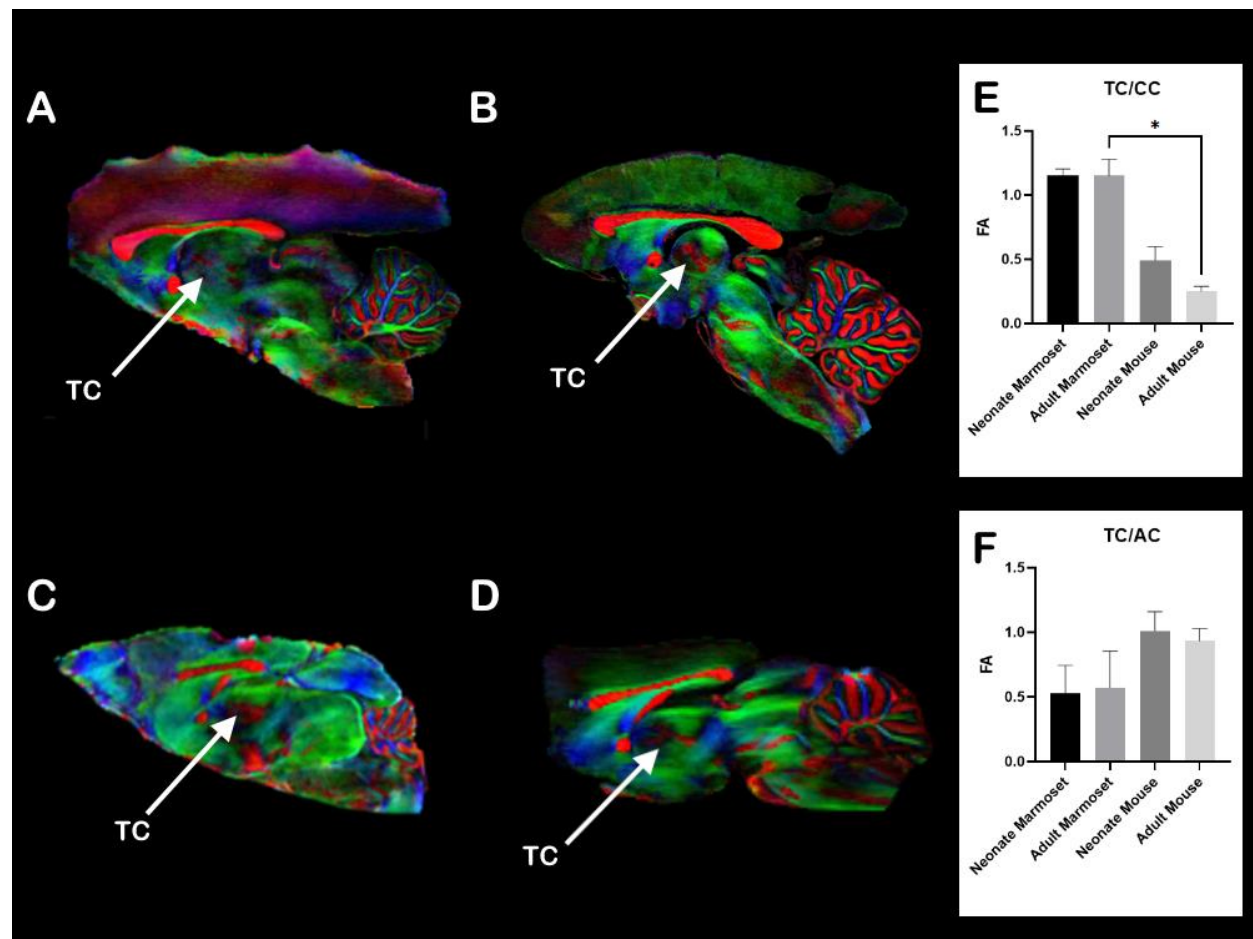 A
B
E
TC/CC
*
1.5
1.0
0.5
0.0
FA
Neonate Marmoset
Adult Marmoset
Neonate Mouse
Adult Mouse
TC
TC
C
D
F
TC/AC
1.5
1.0
0.5
0.0
FA
Neonate Marmoset
Adult Marmoset
Neonate Mouse
Adult Mouse
TC
TC